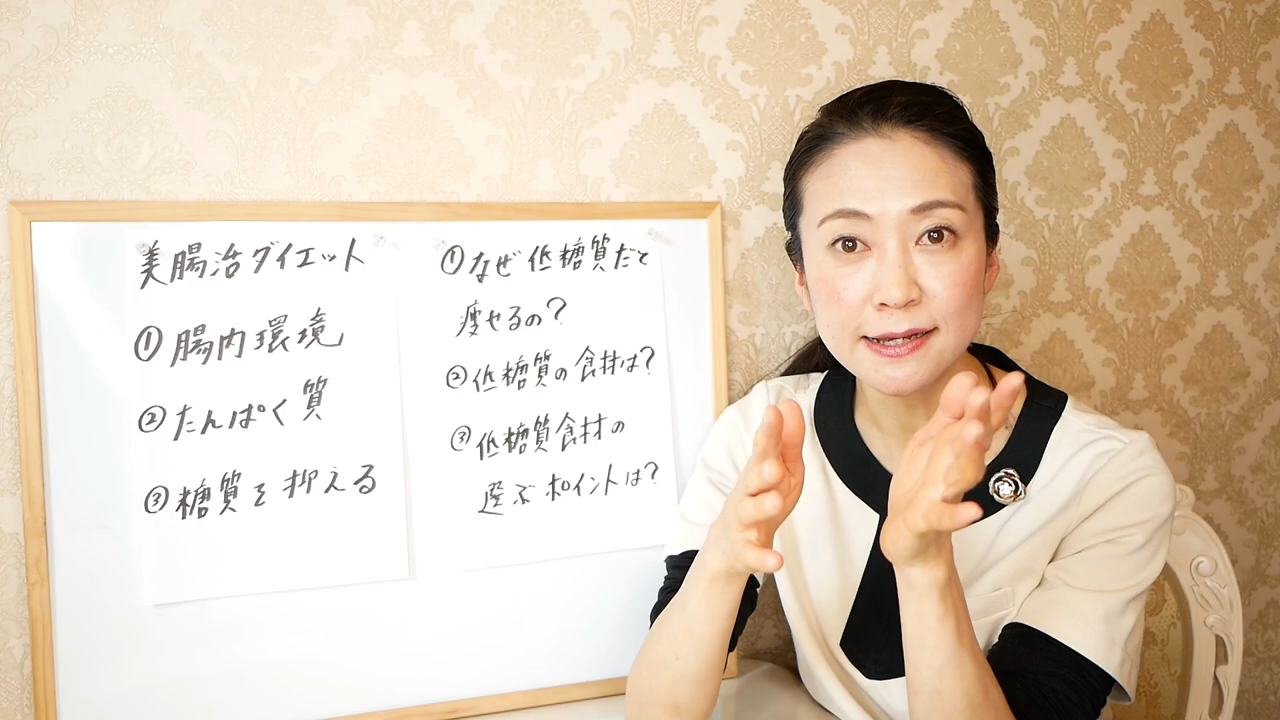 美腸治ダイエット
①腸内環境
②たんぱく質
③糖質を抑える
①なぜ低糖質だと
痩せるの?
②低糖質の食材は?
③低糖質食材の
選ぶポイントは?